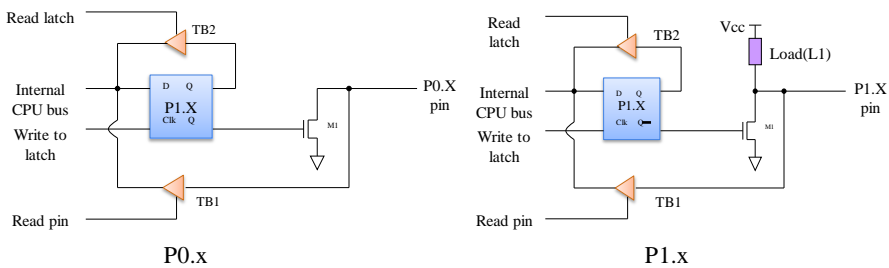 Read latch
TB2
Internal
CPU bus
D Q
P1.X
Clk Q
Write to
latch
M1
P0.X
pin
TB1
Read pin
P0.x
Read
latch
TB2
Vcc
Load(L1)
Internal
CPU bus
D Q
P1.X
Clk Q
Write to
latch
M1
P1.X
pin
TB1
Read pin
P1.x